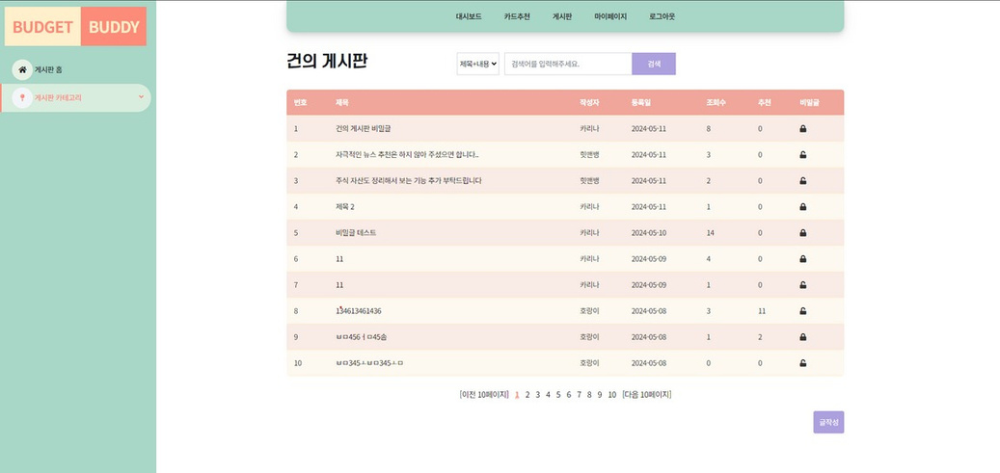 BUDGET BUDDY
게시판 홈
게시판 카테고리
대시보드 카드추천 게시판 마이페이지 로그아웃
건의 게시판
제목+내용 검색어를 입력해주세요. 검색
번호 제목 작성자 등록일 조회수 추천 비밀글
1 건의 게시판 비밀글 카리나 2024-05-11 8 0
2 자극적인 뉴스 추천은 하지 않아 주셨으면 합니다.. 힛맨뱅 2024-05-11 3 0
3 주식 자산도 정리해서 보는 기능 추가 부탁드립니다 힛맨뱅 2024-05-11 2 0
4 제목 2 카리나 2024-05-11 1 0
5 비밀글 테스트 카리나 2024-05-10 14 0
6 11 카리나 2024-05-09 4 0
7 11 카리나 2024-05-09 1 0
8 134613461436 호랑이 2024-05-08 3 11
9 ㅂㅁ456ㅕㅁ45솝 호랑이 2024-05-08 1 2
10 ㅂㅁ345ㅗㅂㅁ345ㅗㅁ 호랑이 2024-05-08 0 0
[이전 10페이지] 1 2 3 4 5 6 7 8 9 10 [다음 10페이지]
글작성